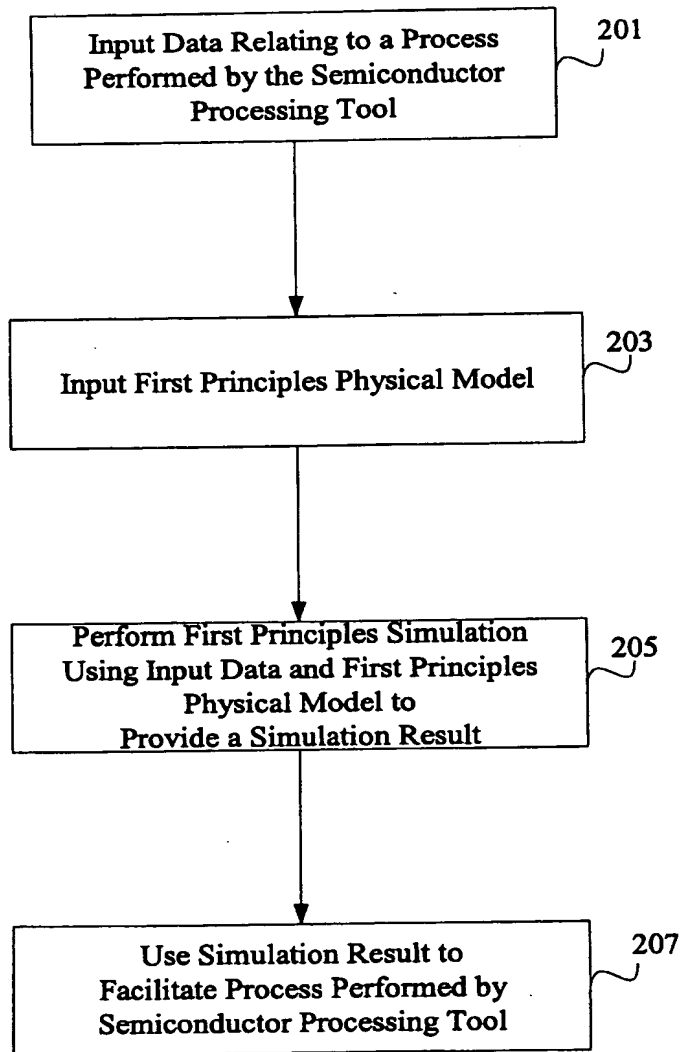 Input Data Relating to a Process
Performed by the Semiconductor
Processing Tool
201
Input First Principles Physical Model
203
Perform First Principles Simulation
Using Input Data and First Principles
Physical Model to
Provide a Simulation Result
205
Use Simulation Result to
Facilitate Process Performed by
Semiconductor Processing Tool
207